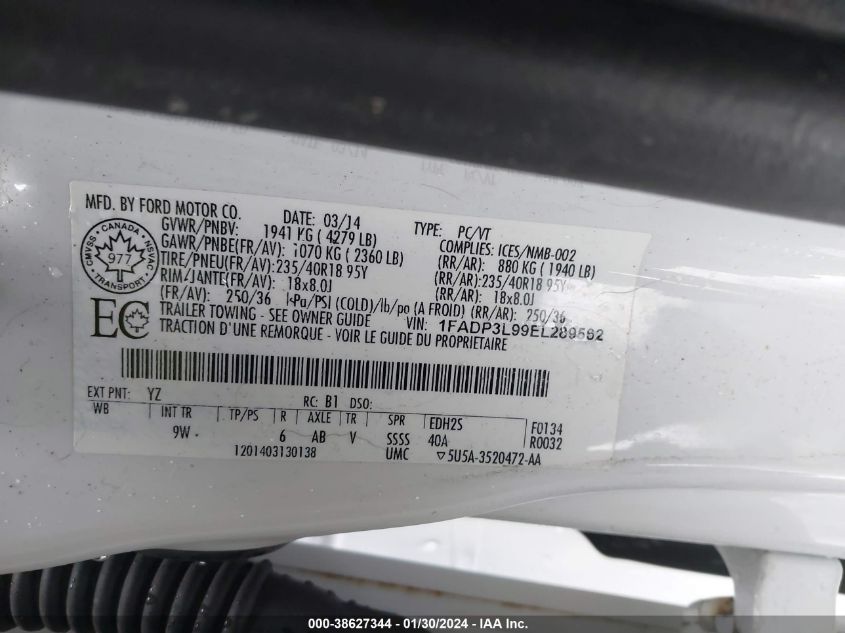 MFD. BY FORD MOTOR CO. DATE: 03/14 TYPE: PC/VT
GVWR/PNBV: 1941 KG ( 4279 LB) COMPLIES: ICES/NMB-002
GAWR/PNBE(FR/AV): 1070 KG ( 2360 LB) (RR/AR): 880 KG ( 1940 LB)
TIRE/PNEU(FR/AV):235/40R18 95Y (RR/AR):235/40R18 95Y
RIM/JANTE(FR/AV): 18x8.0J (RR/AR): 18x8.0J
(FR/AV): 250/36 kPa/PSI (COLD)/lb/po (A FROID) (RR/AR): 250/36
TRAILER TOWING - SEE OWNER GUIDE VIN: 1FADP3L99EL289582
TRACTION D'UNE REMORQUE - VOIR LE GUIDE DU PROPRIETAIRE
CANADA
CMVSS NSVAC
977
TRANSPORT
EC
EXT PNT: YZ RC: B1 DSO:
WB INT TR TP/PS R AXLE TR SPR EDH2S F0134
9W 6 AB V SSSS 40A R0032
1201403130138 UMC ▽5U5A-3520472-AA
000-38627344 - 01/30/2024 - IAA Inc.